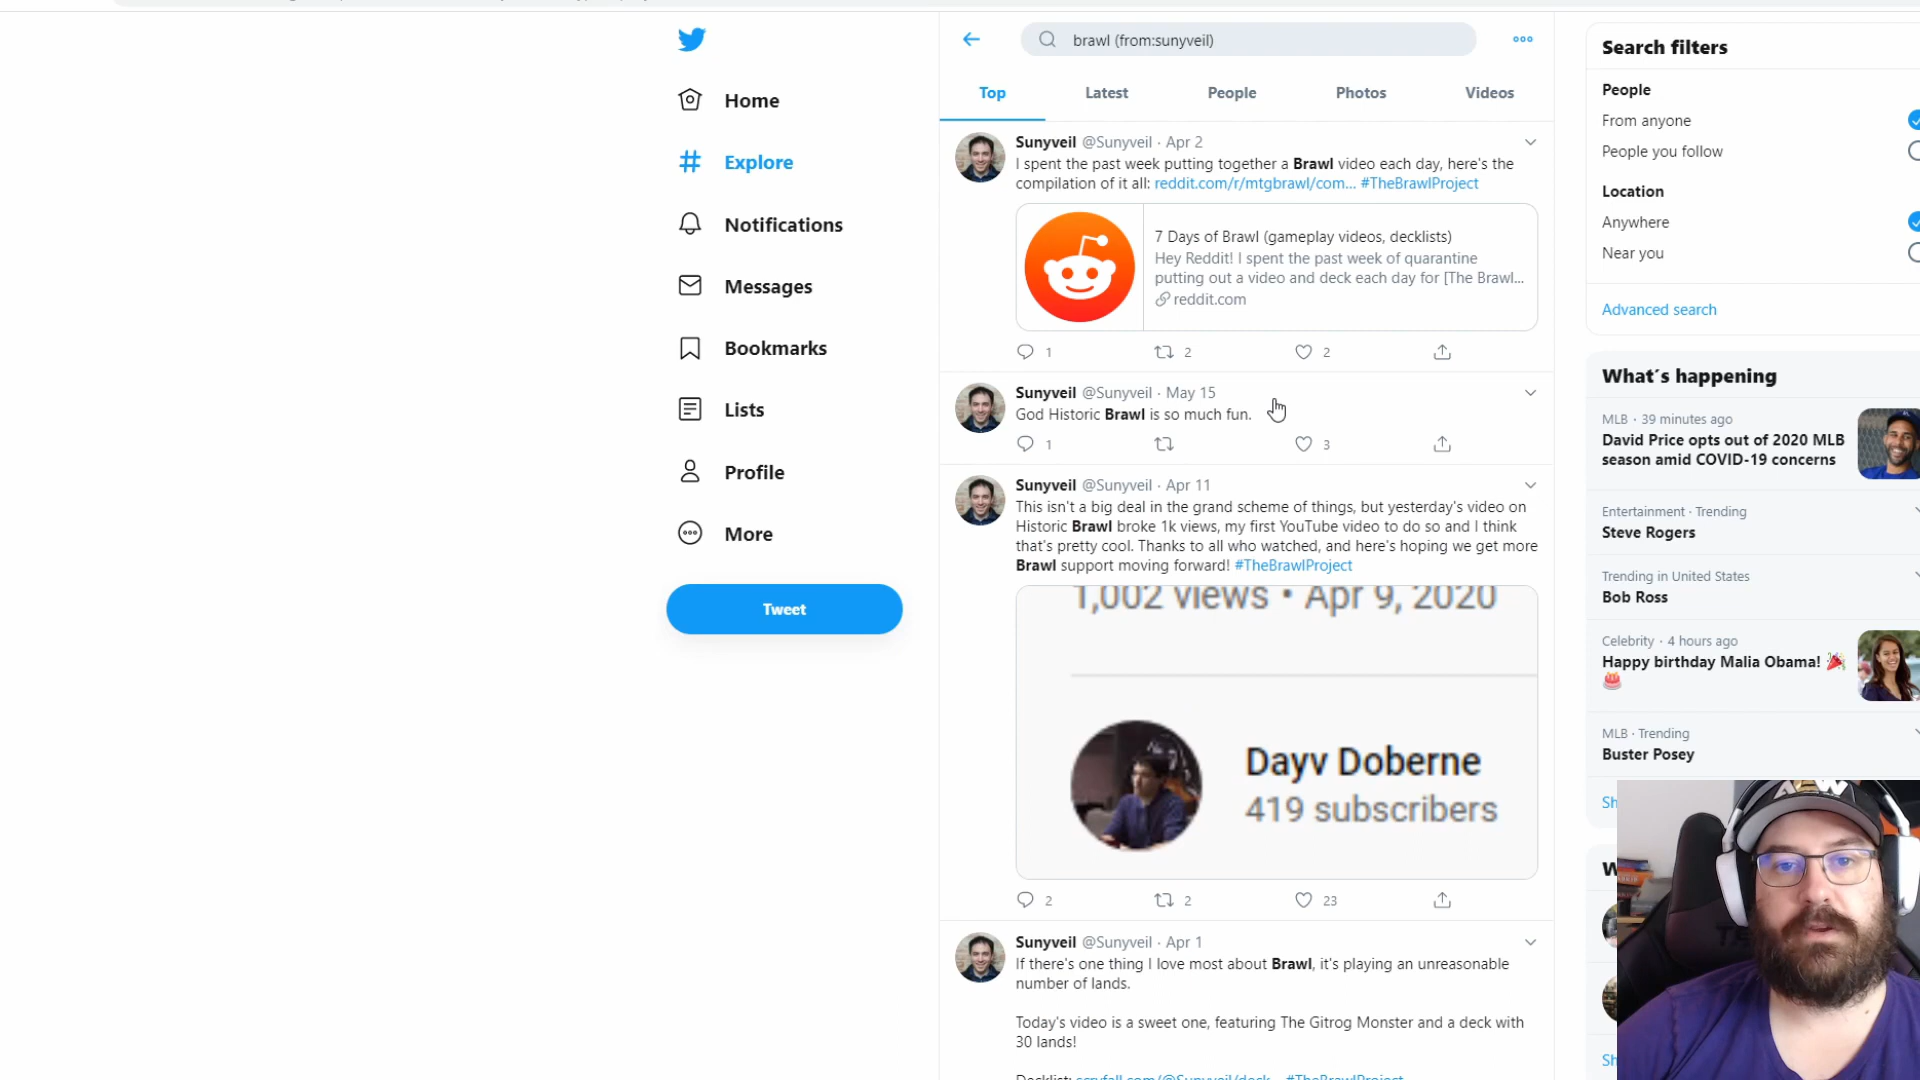 brawl (from:sunyveil)
Top
Latest
People
Photos
Videos
Home
Explore
Notifications
Messages
Bookmarks
Lists
Profile
More
Tweet
Sunyveil @Sunyveil · Apr 2
I spent the past week putting together a Brawl video each day, here's the
compilation of it all: reddit.com/r/mtgbrawl/com... #TheBrawlProject
7 Days of Brawl (gameplay videos, decklists)
Hey Reddit! I spent the past week of quarantine
putting out a video and deck each day for [The Brawl...
reddit.com
1
2
2
Sunyveil @Sunyveil · May 15
God Historic Brawl is so much fun.
1
3
Sunyveil @Sunyveil · Apr 11
This isn't a big deal in the grand scheme of things, but yesterday's video on
Historic Brawl broke 1k views, my first YouTube video to do so and I think
that's pretty cool. Thanks to all who watched, and here's hoping we get more
Brawl support moving forward! #TheBrawlProject
1,002 views • Apr 9, 2020
Dayv Doberne
419 subscribers
2
2
23
Sunyveil @Sunyveil · Apr 1
If there's one thing I love most about Brawl, it's playing an unreasonable
number of lands.
Today's video is a sweet one, featuring The Gitrog Monster and a deck with
30 lands!
Decklist: scryfall.com/@Sunyveil/deck... #TheBrawlProject
Search filters
People
From anyone
People you follow
Location
Anywhere
Near you
Advanced search
What's happening
MLB · 39 minutes ago
David Price opts out of 2020 MLB
season amid COVID-19 concerns
Entertainment · Trending
Steve Rogers
Trending in United States
Bob Ross
Celebrity · 4 hours ago
Happy birthday Malia Obama! 🎉
🎂
MLB · Trending
Buster Posey
Sh
W
Sh